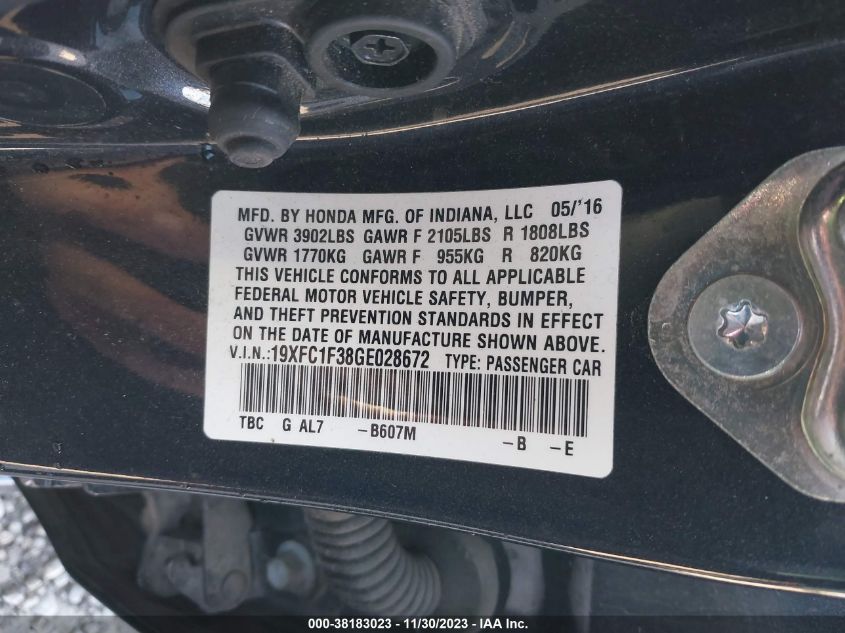 MFD. BY HONDA MFG. OF INDIANA, LLC 05/'16
GVWR 3902LBS GAWR F 2105LBS R 1808LBS
GVWR 1770KG GAWR F 955KG R 820KG
THIS VEHICLE CONFORMS TO ALL APPLICABLE
FEDERAL MOTOR VEHICLE SAFETY, BUMPER,
AND THEFT PREVENTION STANDARDS IN EFFECT
ON THE DATE OF MANUFACTURE SHOWN ABOVE.
V.I.N.:19XFC1F38GE028672 TYPE: PASSENGER CAR
TBC G AL7 -B607M -B -E
000-38183023 - 11/30/2023 - IAA Inc.